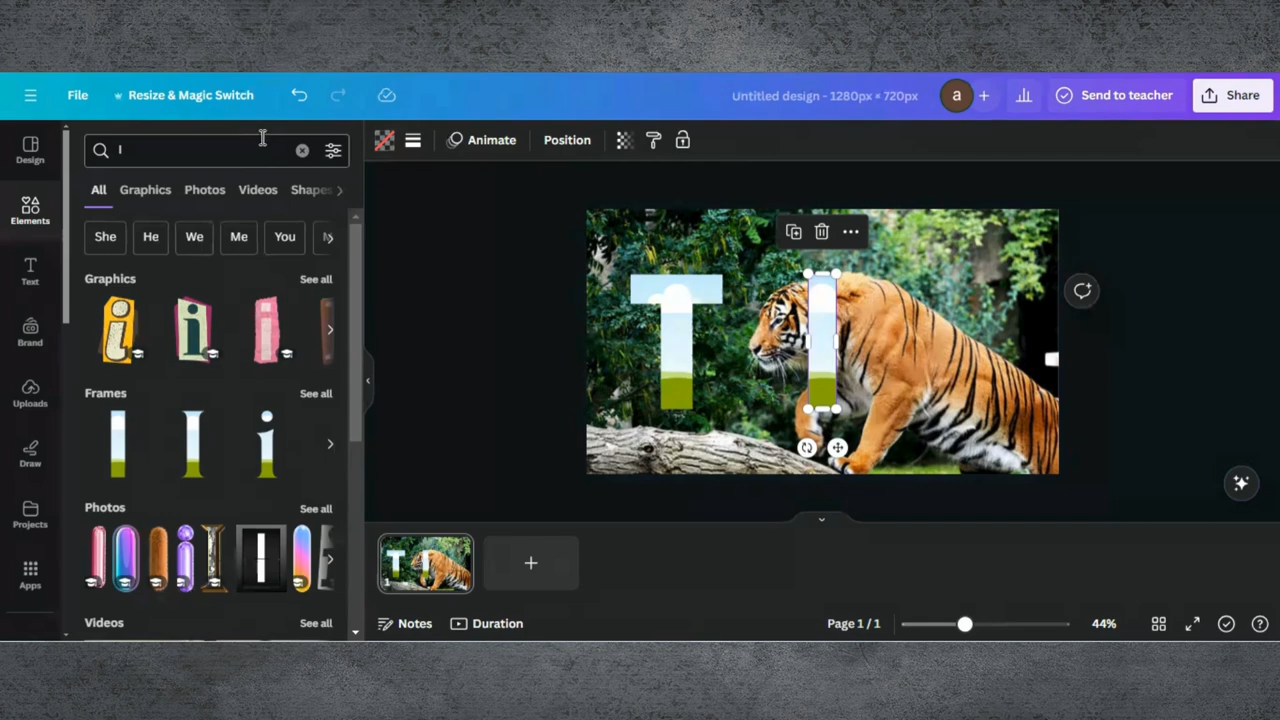 File
Resize & Magic Switch
Untitled design - 1280px × 720px
a
Send to teacher
Share
Design
Elements
Text
Brand
Uploads
Draw
Projects
Apps
I
All Graphics Photos Videos Shapes
She He We Me You
Graphics See all
Frames See all
Photos See all
Videos See all
Animate
Position
T I
1
Notes
Duration
Page 1 / 1
44%